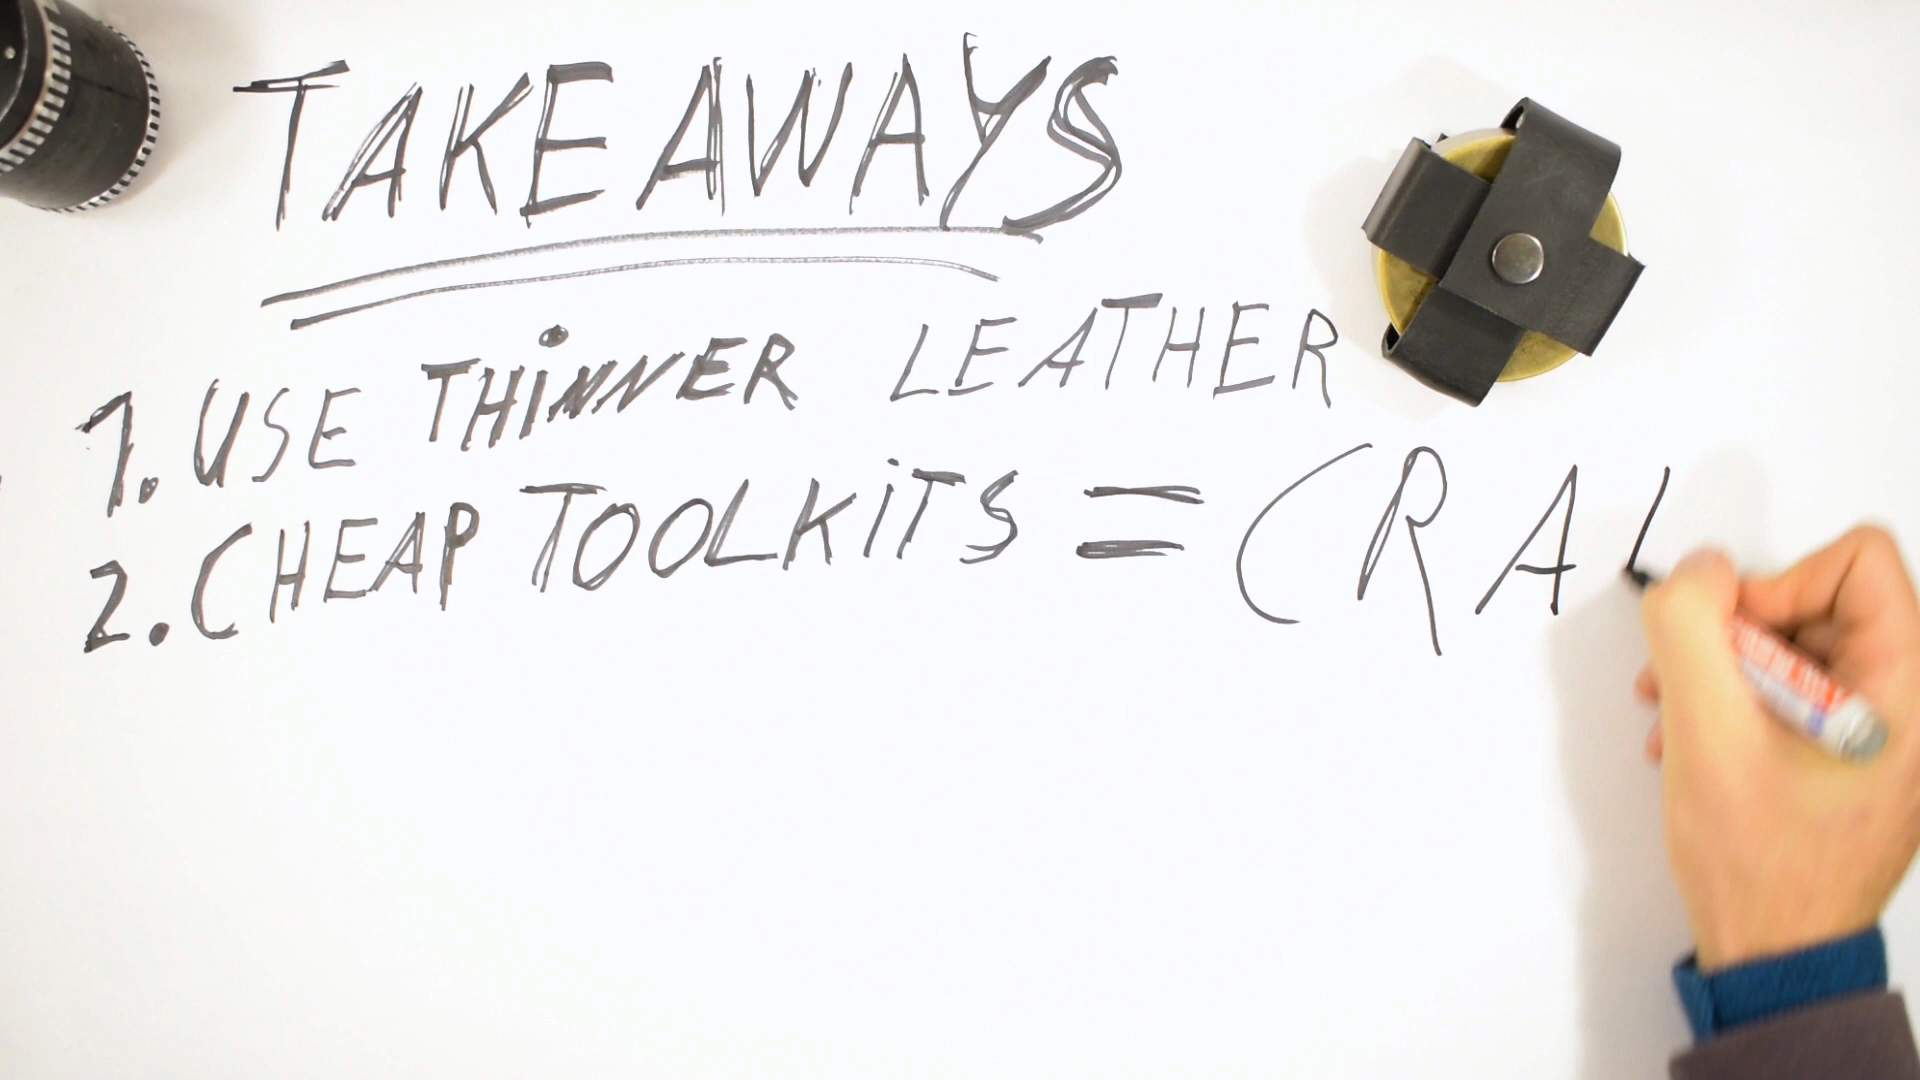 TAKEAWAYS
1. USE THiNNER LEATHER
2. CHEAP TOOLKiTS = CRA